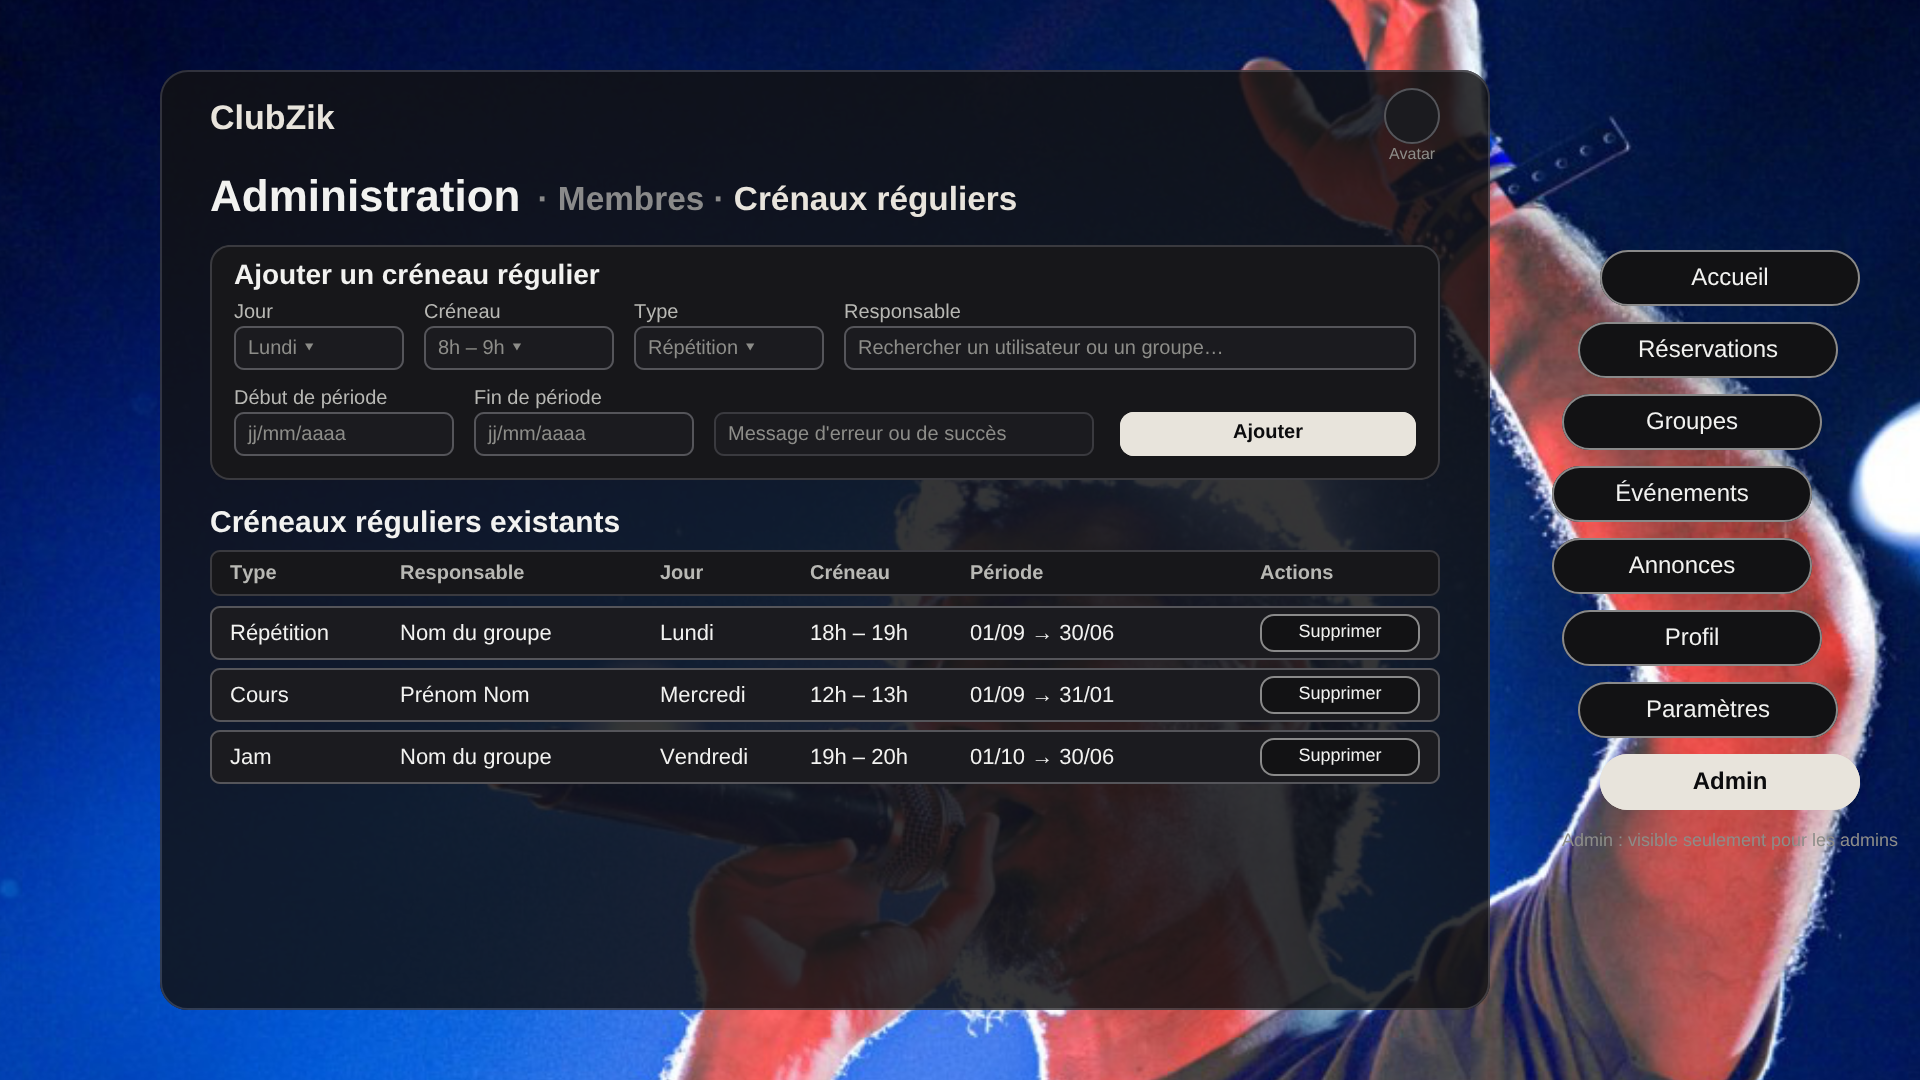 ClubZik
Avatar
Administration · Membres · Crénaux réguliers
Ajouter un créneau régulier
Jour Créneau Type Responsable
Lundi ▾ 8h – 9h ▾ Répétition ▾ Rechercher un utilisateur ou un groupe…
Début de période Fin de période
jj/mm/aaaa jj/mm/aaaa Message d'erreur ou de succès Ajouter
Créneaux réguliers existants
Type Responsable Jour Créneau Période Actions
Répétition Nom du groupe Lundi 18h – 19h 01/09 → 30/06 Supprimer
Cours Prénom Nom Mercredi 12h – 13h 01/09 → 31/01 Supprimer
Jam Nom du groupe Vendredi 19h – 20h 01/10 → 30/06 Supprimer
Accueil
Réservations
Groupes
Événements
Annonces
Profil
Paramètres
Admin
Admin : visible seulement pour les admins